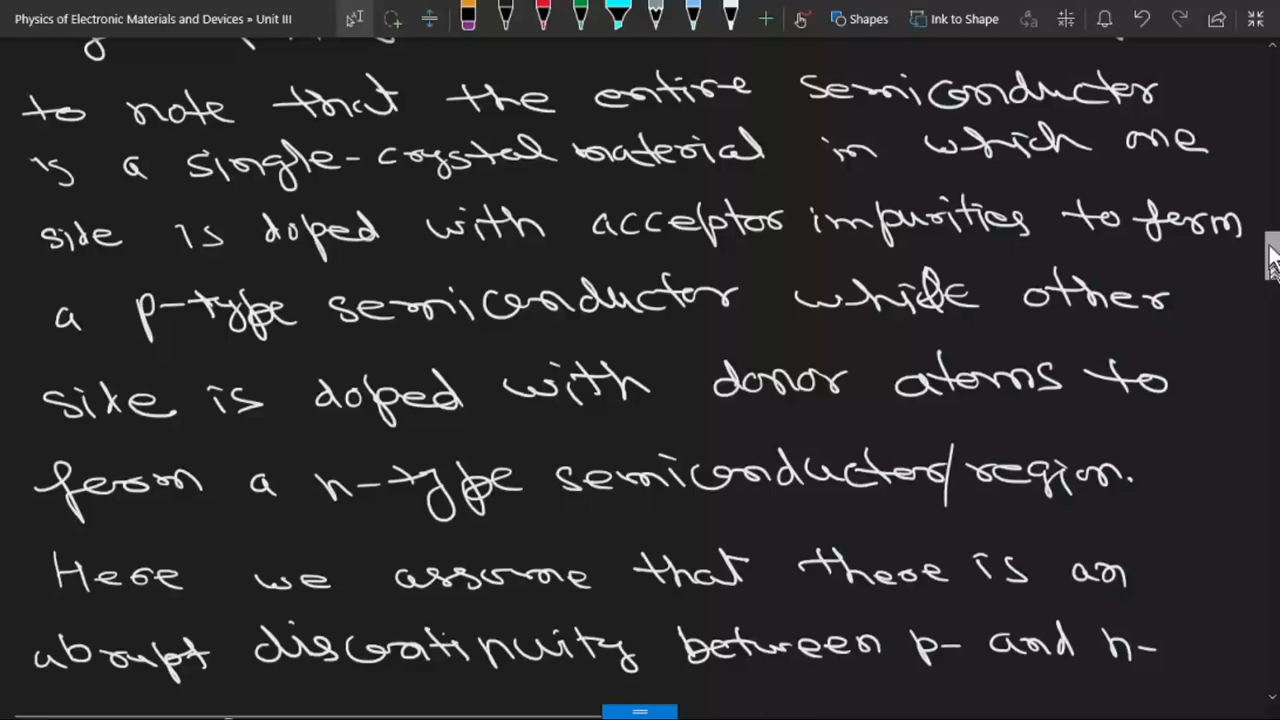 Physics of Electronic Materials and Devices » Unit III
Shapes
Ink to Shape
to note that the entire semiconductor
is a single-crystal material in which one
side is doped with acceptor impurities to form
a p-type semiconductor while other
side is doped with donor atoms to
form a n-type semiconductor/region.
Here we assume that there is an
abrupt discontinuity between p- and n-